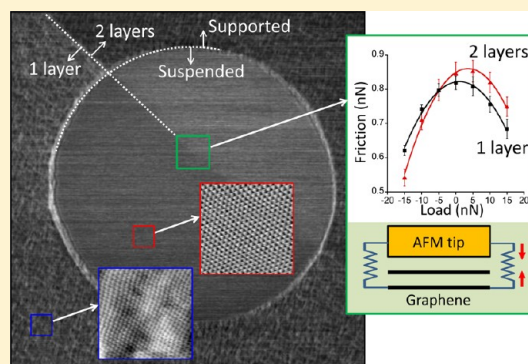 2 layers
Supported
1 layer
Suspended
Friction (nN)
0.9
0.8
0.7
0.6
0.5
2 layers
1 layer
-20 -15 -10 -5 0 5 10 15 20
Load (nN)
AFM tip
Graphene